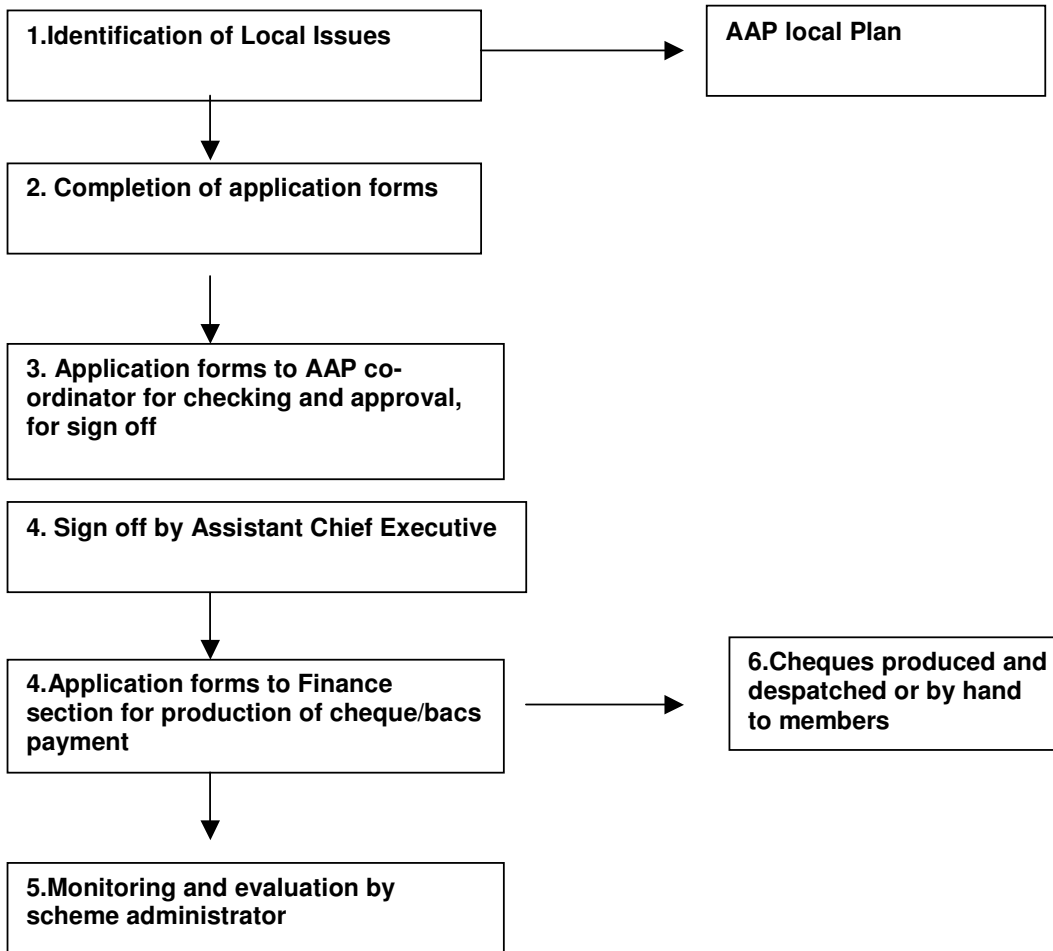 1.Identification of Local Issues
AAP local Plan
2. Completion of application forms
3. Application forms to AAP co-
ordinator for checking and approval,
for sign off
4. Sign off by Assistant Chief Executive
4.Application forms to Finance
section for production of cheque/bacs
payment
6.Cheques produced and
despatched or by hand
to members
5.Monitoring and evaluation by
scheme administrator